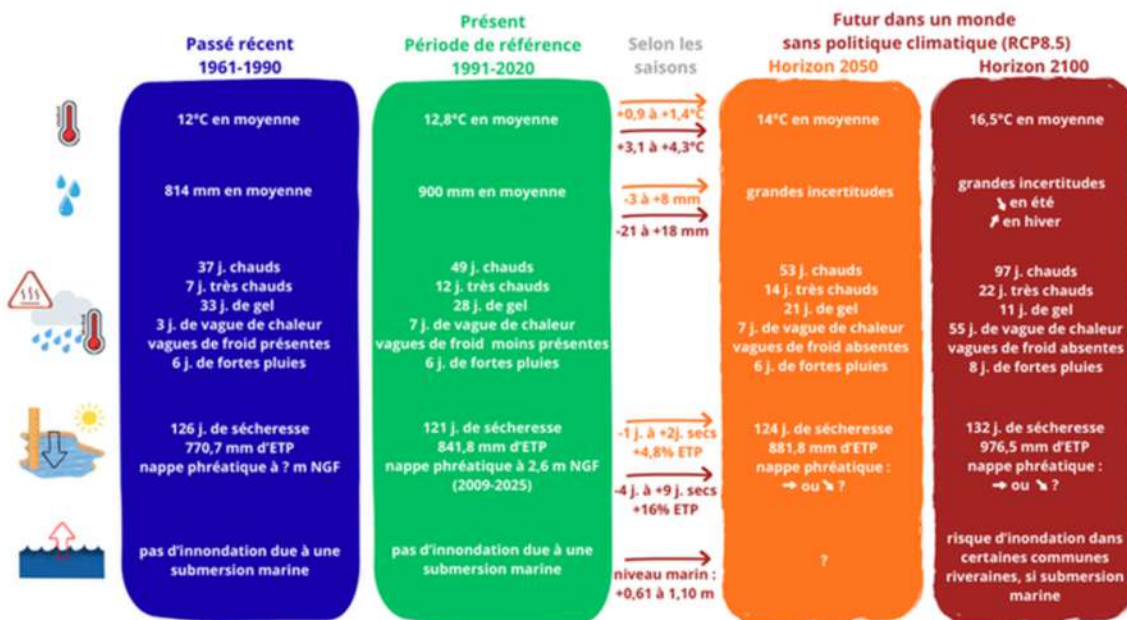 Passé récent
1961-1990
Présent
Période de référence
1991-2020
Selon les
saisons
Futur dans un monde
sans politique climatique (RCP8.5)
Horizon 2050
Horizon 2100
12°C en moyenne
12,8°C en moyenne
+0,9 à +1,4°C
+3,1 à +4,3°C
14°C en moyenne
16,5°C en moyenne
814 mm en moyenne
900 mm en moyenne
-3 à +8 mm
-21 à +18 mm
grandes incertitudes
grandes incertitudes
en été
en hiver
37 j. chauds
7 j. très chauds
33 j. de gel
3 j. de vague de chaleur
vagues de froid présentes
6 j. de fortes pluies
49 j. chauds
12 j. très chauds
28 j. de gel
7 j. de vague de chaleur
vagues de froid moins présentes
6 j. de fortes pluies
53 j. chauds
14 j. très chauds
21 j. de gel
7 j. de vague de chaleur
vagues de froid absentes
6 j. de fortes pluies
97 j. chauds
22 j. très chauds
11 j. de gel
55 j. de vague de chaleur
vagues de froid absentes
8 j. de fortes pluies
126 j. de sécheresse
770,7 mm d'ETP
nappe phréatique à ? m NGF
121 j. de sécheresse
841,8 mm d'ETP
nappe phréatique à 2,6 m NGF
(2009-2025)
-1 j. à +2j. secs
+4,8% ETP
-4 j. à +9 j. secs
+16% ETP
124 j. de sécheresse
881,8 mm d'ETP
nappe phréatique :
→ ou ↘ ?
132 j. de sécheresse
976,5 mm d'ETP
nappe phréatique :
→ ou ↘ ?
pas d'innondation due à une
submersion marine
pas d'innondation due à une
submersion marine
niveau marin :
+0,61 à 1,10 m
?
risque d'inondation dans
certaines communes
riveraines, si submersion
marine